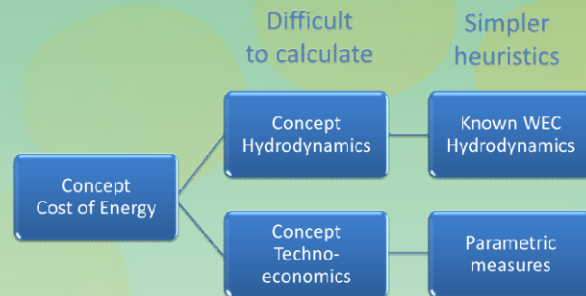 Difficult
to calculate
Simpler
heuristics
Concept
Hydrodynamics
Known WEC
Hydrodynamics
Concept
Cost of Energy
Concept
Techno-
economics
Parametric
measures